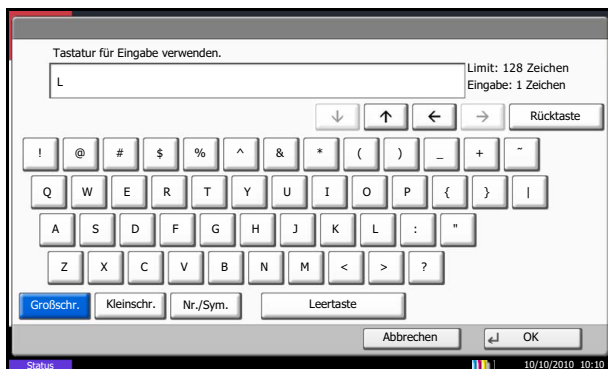 Tastatur für Eingabe verwenden.
L
Limit: 128 Zeichen
Eingabe: 1 Zeichen
↓ ↑ ← → Rücktaste
! @ # $ % ^ & * ( ) _ + ~
Q W E R T Y U I O P { } |
A S D F G H J K L : "
Z X C V B N M < > ?
Großschr. Kleinschr. Nr./Sym. Leertaste
Abbrechen OK
Status 10/10/2010 10:10